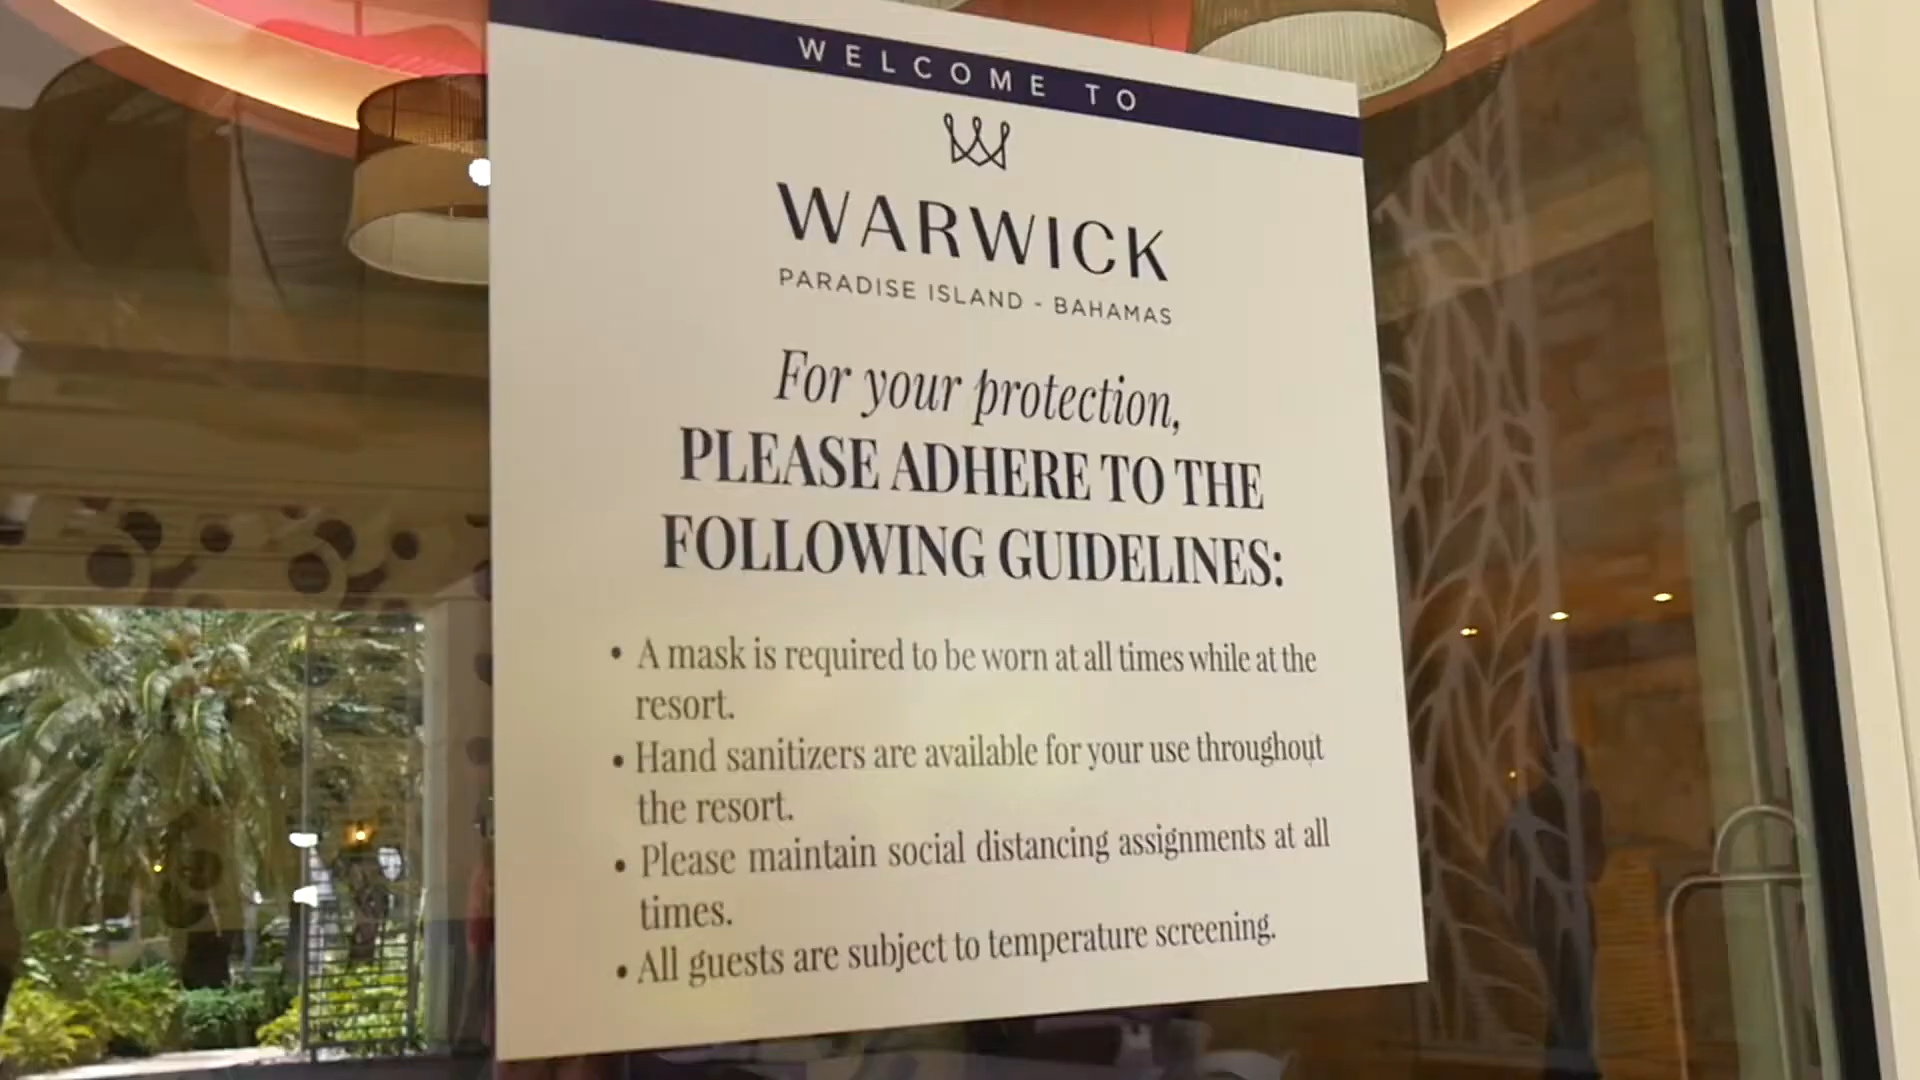 WELCOME TO
WARWICK
PARADISE ISLAND - BAHAMAS
For your protection,
PLEASE ADHERE TO THE
FOLLOWING GUIDELINES:
• A mask is required to be worn at all times while at the
resort.
• Hand sanitizers are available for your use throughout
the resort.
• Please maintain social distancing assignments at all
times.
• All guests are subject to temperature screening.